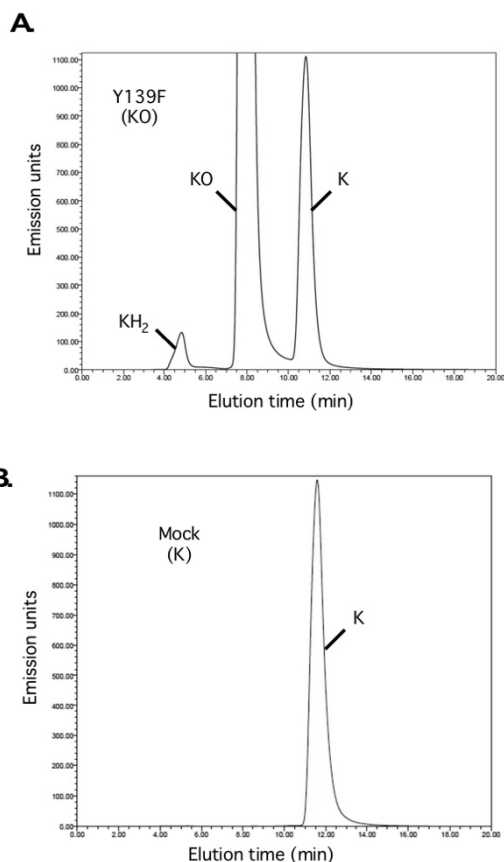 A.
1100.00
1000.00
900.00
800.00
700.00
600.00
500.00
400.00
300.00
200.00
100.00
0.00
Emission units
Y139F
(KO)
KO
K
KH2
0.00 2.00 4.00 6.00 8.00 10.00 12.00 14.00 16.00 18.00 20.00
Elution time (min)
B.
1100.00
1000.00
900.00
800.00
700.00
600.00
500.00
400.00
300.00
200.00
100.00
0.00
Emission units
Mock
(K)
K
0.00 2.00 4.00 6.00 8.00 10.00 12.00 14.00 16.00 18.00 20.00
Elution time (min)